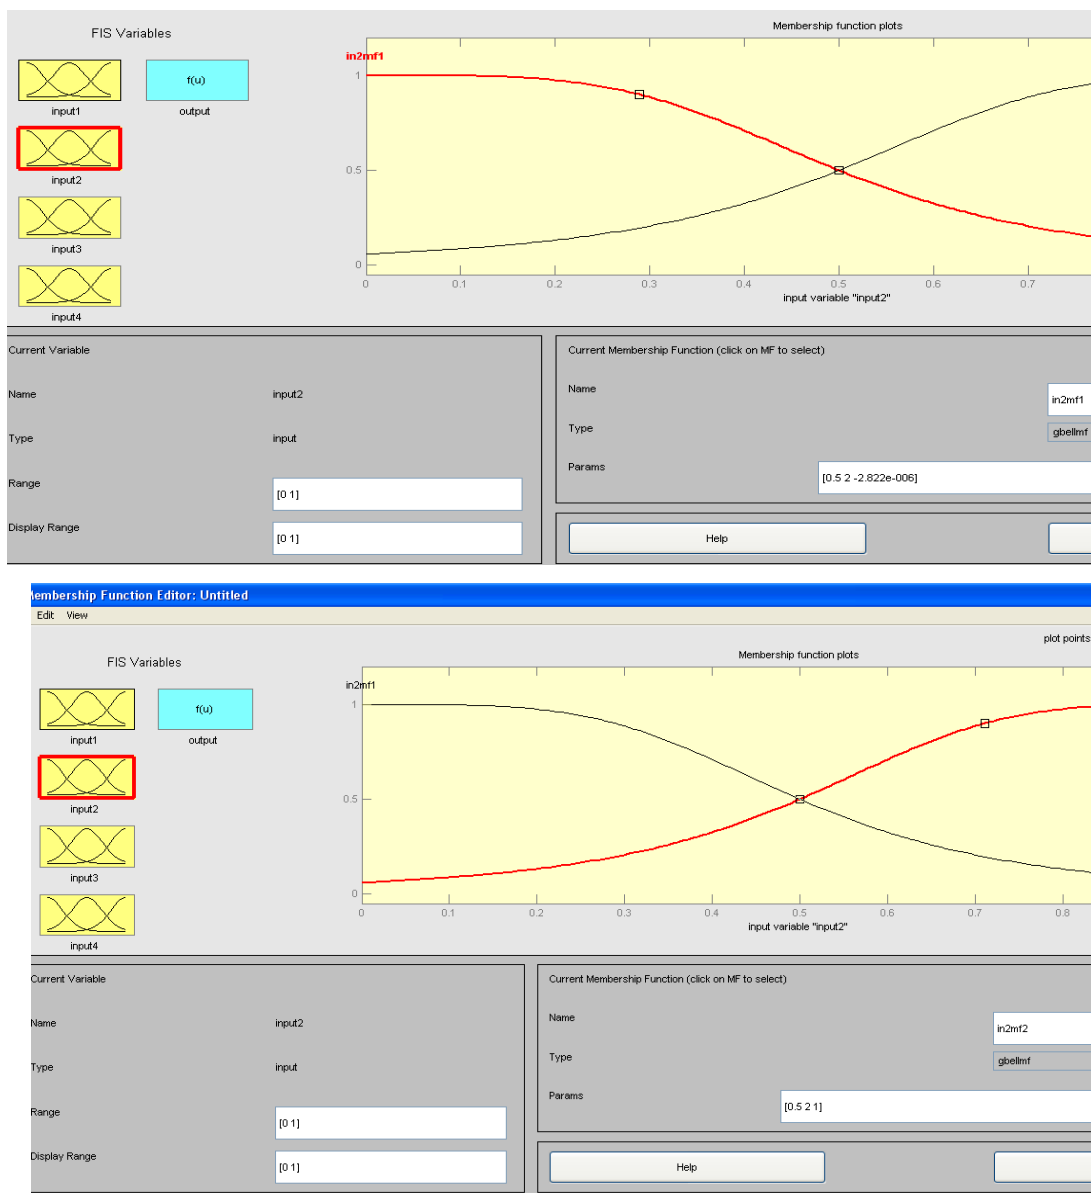 Membership function plots
FIS Variables
in2mf1
f(u)
input1
output
input2
input3
input4
1
0.5
0
0 0.1 0.2 0.3 0.4 0.5 0.6 0.7
input variable "input2"
Current Variable
Name input2
Type input
Range [0 1]
Display Range [0 1]
Current Membership Function (click on MF to select)
Name in2mf1
Type gbellmf
Params [0.5 2 -2.822e-006]
Help
Membership Function Editor: Untitled
Edit View
plot points
Membership function plots
FIS Variables
in2mf1
f(u)
input1
output
input2
input3
input4
1
0.5
0
0 0.1 0.2 0.3 0.4 0.5 0.6 0.7 0.8
input variable "input2"
Current Variable
Name input2
Type input
Range [0 1]
Display Range [0 1]
Current Membership Function (click on MF to select)
Name in2mf2
Type gbellmf
Params [0.5 2 1]
Help